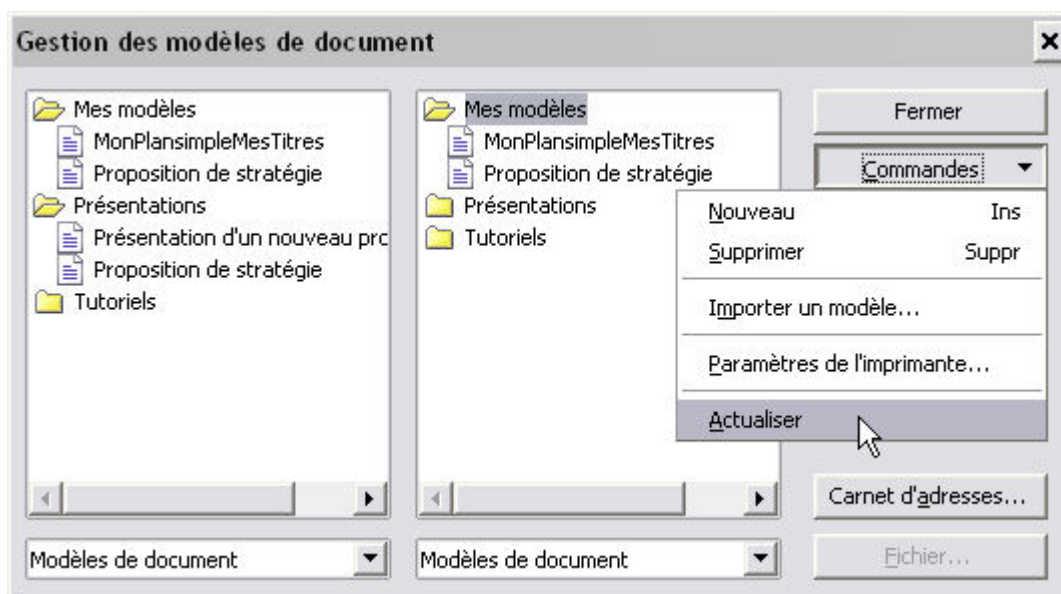 Gestion des modèles de document
Mes modèles
MonPlansimpleMesTitres
Proposition de stratégie
Présentations
Présentation d'un nouveau prc
Proposition de stratégie
Tutoriels
Modèles de document
Mes modèles
MonPlansimpleMesTitres
Proposition de stratégie
Présentations
Tutoriels
Modèles de document
Fermer
Commandes
Nouveau Ins
Supprimer Suppr
Importer un modèle...
Paramètres de l'imprimante...
Actualiser
Carnet d'adresses...
Fichier...